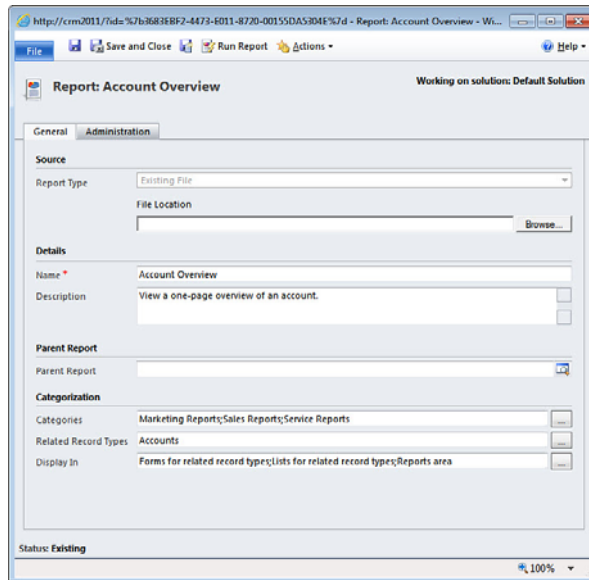 http://crm2011/?id=%7b3683EBF2-4473-E011-8720-00155DA5304E%7d - Report: Account Overview - Wi...
File Save and Close Run Report Actions Help
Report: Account Overview
Working on solution: Default Solution
General Administration
Source
Report Type Existing File
File Location
Browse...
Details
Name * Account Overview
Description View a one-page overview of an account.
Parent Report
Parent Report
Categorization
Categories Marketing Reports;Sales Reports;Service Reports ...
Related Record Types Accounts ...
Display In Forms for related record types;Lists for related record types;Reports area ...
Status: Existing
100%